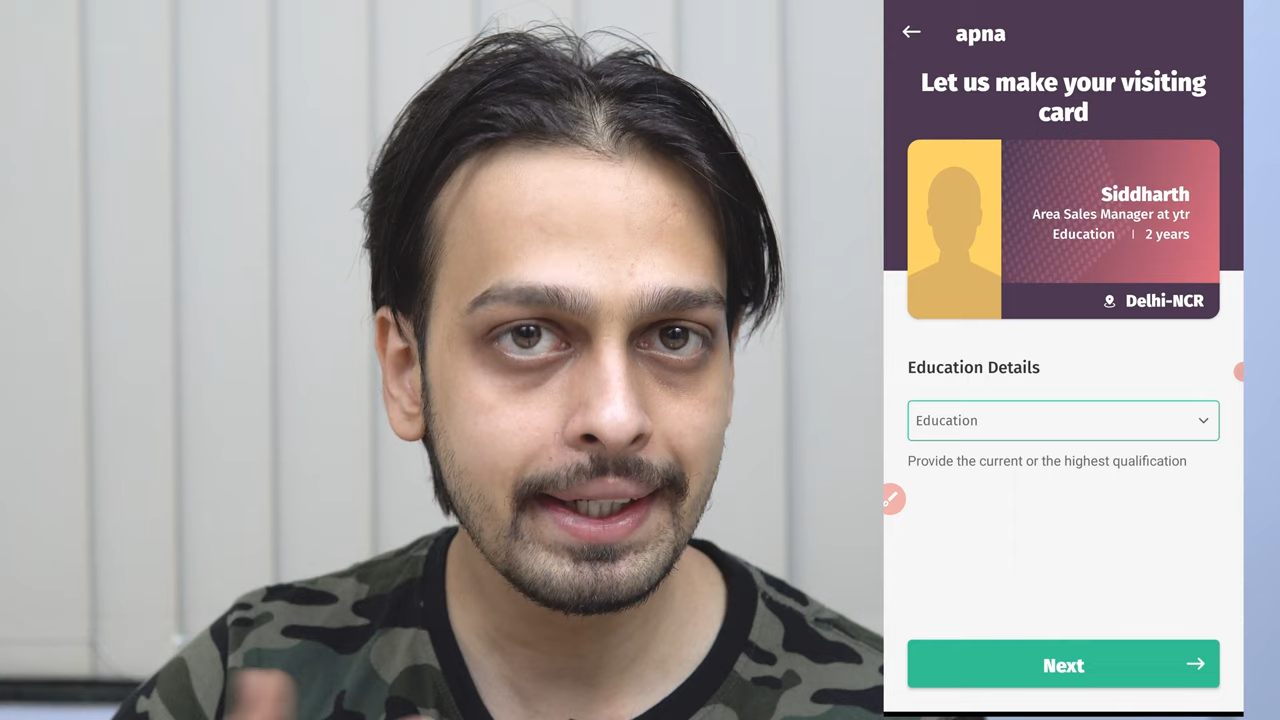 apna
Let us make your visiting
card
Siddharth
Area Sales Manager at ytr
Education | 2 years
Delhi-NCR
Education Details
Education
Provide the current or the highest qualification
Next